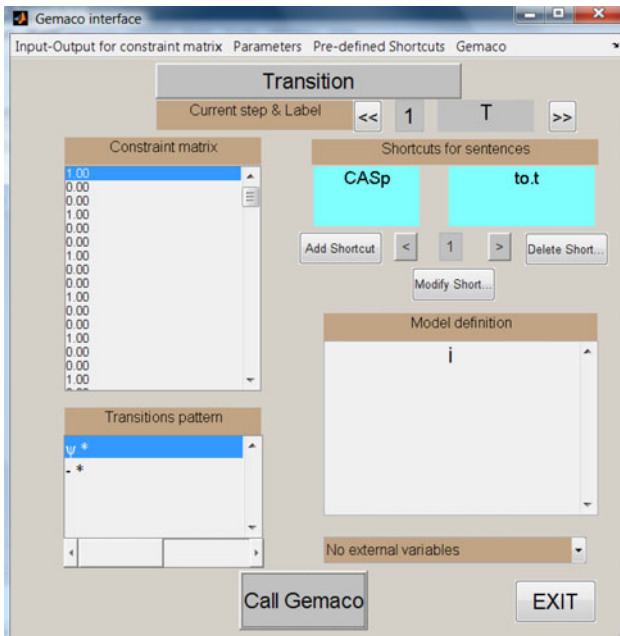 Gemaco interface
Input-Output for constraint matrix Parameters Pre-defined Shortcuts Gemaco
Transition
Current step & Label << 1 T >>
Constraint matrix
1.00
0.00
0.00
1.00
0.00
0.00
1.00
0.00
0.00
1.00
0.00
0.00
1.00
0.00
0.00
1.00
0.00
Shortcuts for sentences
CASp to.t
Add Shortcut < 1 > Delete Short...
Modify Short...
Model definition
i
Transitions pattern
ψ *
- *
No external variables
Call Gemaco
EXIT